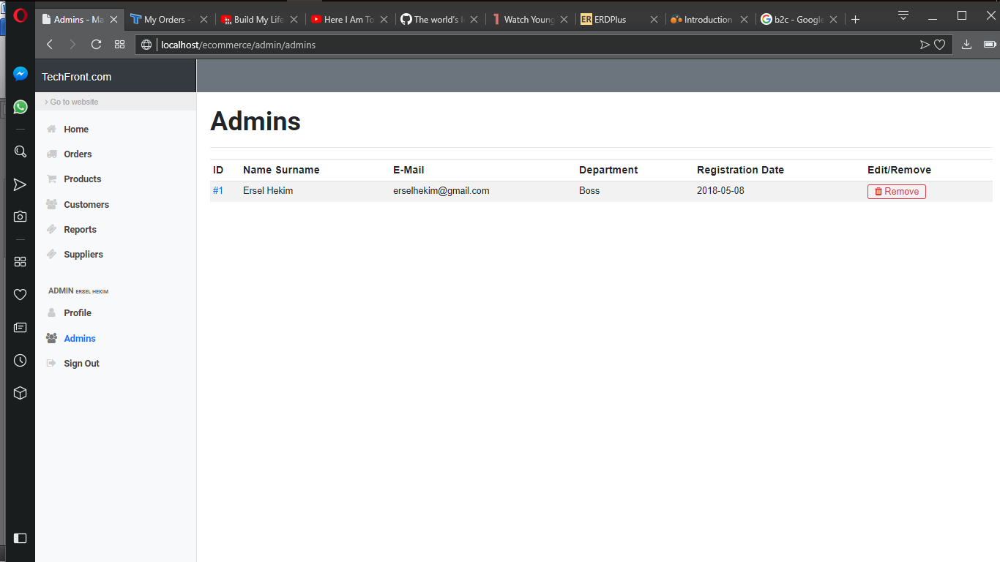 Admins - Ma
My Orders -
Build My Life
Here I Am To
The world's
Watch Young
ERDPlus
Introduction
b2c - Google
localhost/ecommerce/admin/admins
TechFront.com
> Go to website
Home
Orders
Products
Customers
Reports
Suppliers
ADMIN ERSEL HEKIM
Profile
Admins
Sign Out
Admins
ID Name Surname E-Mail Department Registration Date Edit/Remove
#1 Ersel Hekim erselhekim@gmail.com Boss 2018-05-08 Remove